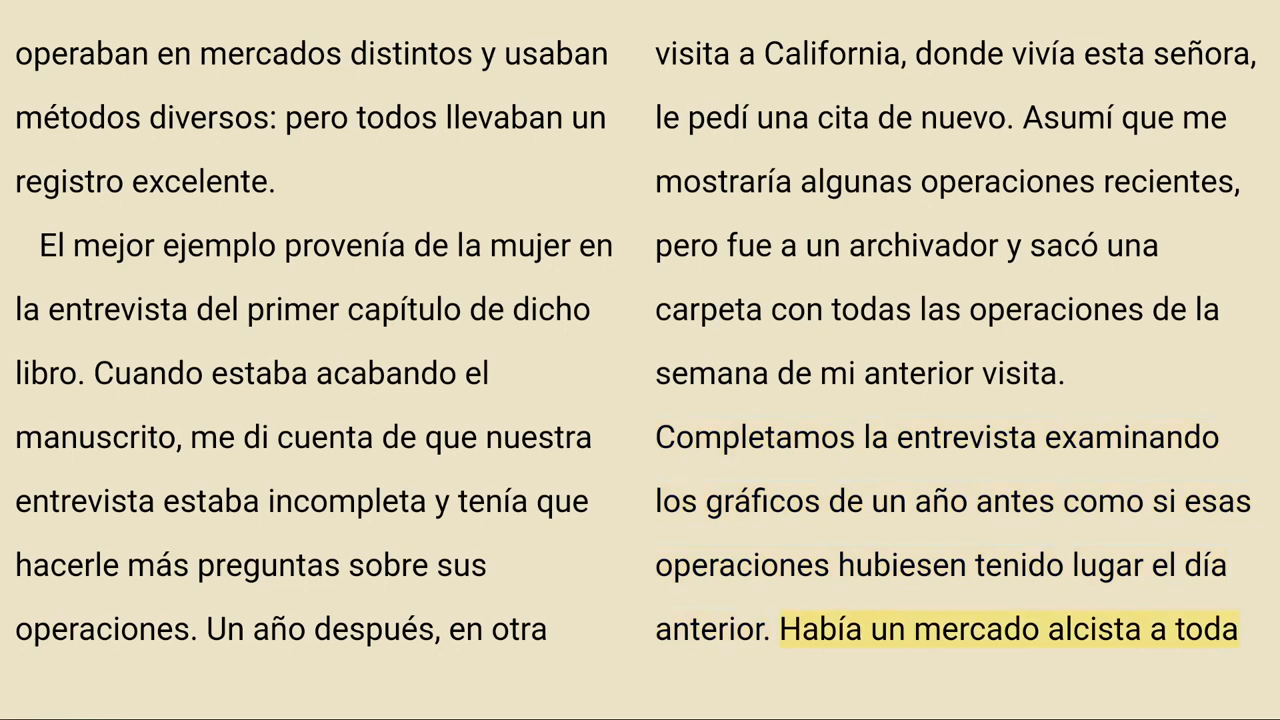 operaban en mercados distintos y usaban
métodos diversos: pero todos llevaban un
registro excelente.
El mejor ejemplo provenía de la mujer en
la entrevista del primer capítulo de dicho
libro. Cuando estaba acabando el
manuscrito, me di cuenta de que nuestra
entrevista estaba incompleta y tenía que
hacerle más preguntas sobre sus
operaciones. Un año después, en otra
visita a California, donde vivía esta señora,
le pedí una cita de nuevo. Asumí que me
mostraría algunas operaciones recientes,
pero fue a un archivador y sacó una
carpeta con todas las operaciones de la
semana de mi anterior visita.
Completamos la entrevista examinando
los gráficos de un año antes como si esas
operaciones hubiesen tenido lugar el día
anterior. Había un mercado alcista a toda